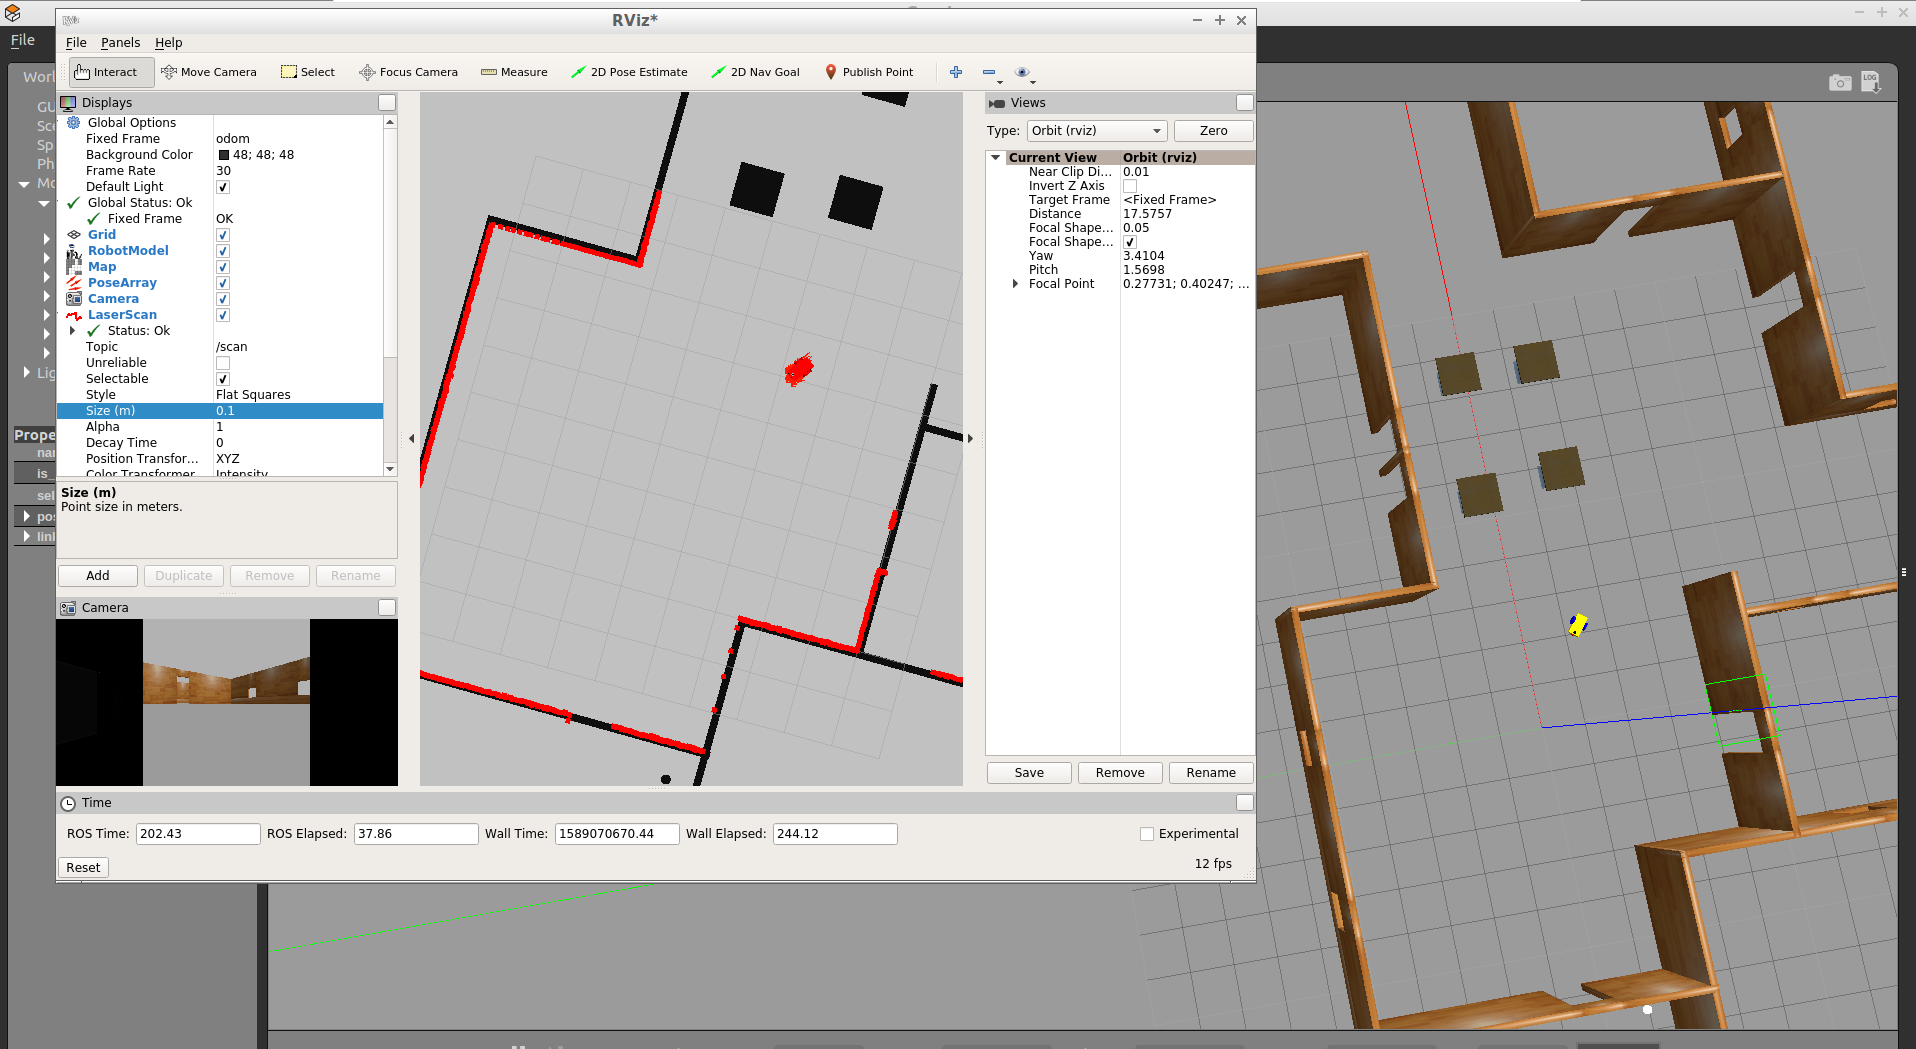 RViz*
File
File Panels Help
Interact Move Camera Select Focus Camera Measure 2D Pose Estimate 2D Nav Goal Publish Point
LOG
Displays
Global Options
Fixed Frame odom
Background Color 48; 48; 48
Frame Rate 30
Default Light
Global Status: Ok
Fixed Frame OK
Grid
RobotModel
Map
PoseArray
Camera
LaserScan
Status: Ok
Topic /scan
Unreliable
Selectable
Style Flat Squares
Size (m) 0.1
Alpha 1
Decay Time 0
Position Transfor... XYZ
Color Transformer Intensity
Size (m)
Point size in meters.
Add Duplicate Remove Rename
Camera
Views
Type: Orbit (rviz) Zero
Current View Orbit (rviz)
Near Clip Di... 0.01
Invert Z Axis
Target Frame <Fixed Frame>
Distance 17.5757
Focal Shape... 0.05
Focal Shape...
Yaw 3.4104
Pitch 1.5698
Focal Point 0.27731; 0.40247; ...
Save Remove Rename
Time
ROS Time: 202.43 ROS Elapsed: 37.86 Wall Time: 1589070670.44 Wall Elapsed: 244.12 Experimental
Reset 12 fps
Worl
GU
Sce
Sp
Ph
Mo
Lig
Prope
nar
is_
sel
pos
link